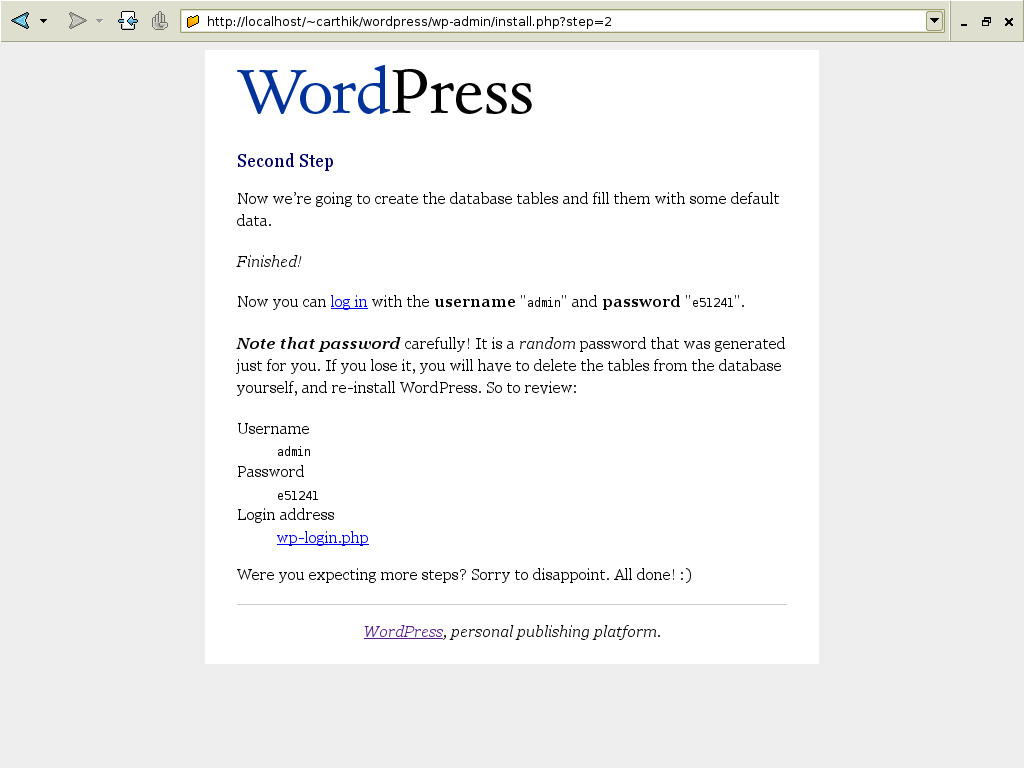 http://localhost/~carthik/wordpress/wp-admin/install.php?step=2
WordPress
Second Step
Now we're going to create the database tables and fill them with some default
data.
Finished!
Now you can log in with the username "admin" and password "e51241".
Note that password carefully! It is a random password that was generated
just for you. If you lose it, you will have to delete the tables from the database
yourself, and re-install WordPress. So to review:
Username
admin
Password
e51241
Login address
wp-login.php
Were you expecting more steps? Sorry to disappoint. All done! :)
WordPress, personal publishing platform.